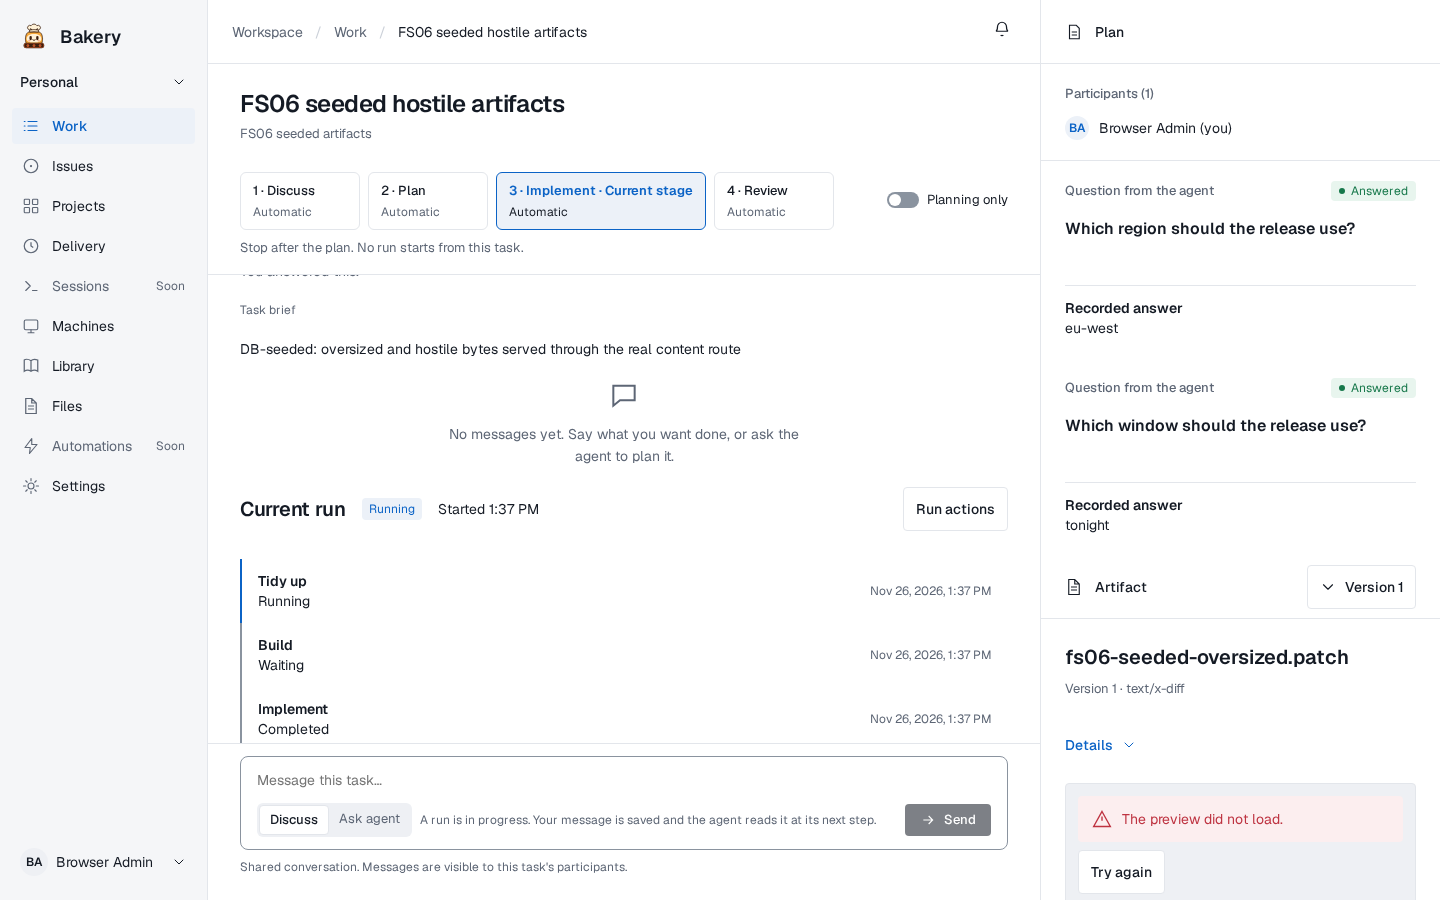 Bakery
Personal
Work
Issues
Projects
Delivery
Sessions Soon
Machines
Library
Files
Automations Soon
Settings
BA Browser Admin
Workspace / Work / FS06 seeded hostile artifacts
FS06 seeded hostile artifacts
FS06 seeded artifacts
1 · Discuss
Automatic
2 · Plan
Automatic
3 · Implement · Current stage
Automatic
4 · Review
Automatic
Planning only
Stop after the plan. No run starts from this task.
You answered this.
Task brief
DB-seeded: oversized and hostile bytes served through the real content route
No messages yet. Say what you want done, or ask the
agent to plan it.
Current run Running Started 1:37 PM Run actions
Tidy up
Running
Nov 26, 2026, 1:37 PM
Build
Waiting
Nov 26, 2026, 1:37 PM
Implement
Completed
Nov 26, 2026, 1:37 PM
Message this task...
Discuss Ask agent A run is in progress. Your message is saved and the agent reads it at its next step. Send
Shared conversation. Messages are visible to this task's participants.
Plan
Participants (1)
BA Browser Admin (you)
Question from the agent Answered
Which region should the release use?
Recorded answer
eu-west
Question from the agent Answered
Which window should the release use?
Recorded answer
tonight
Artifact Version 1
fs06-seeded-oversized.patch
Version 1 · text/x-diff
Details
The preview did not load.
Try again